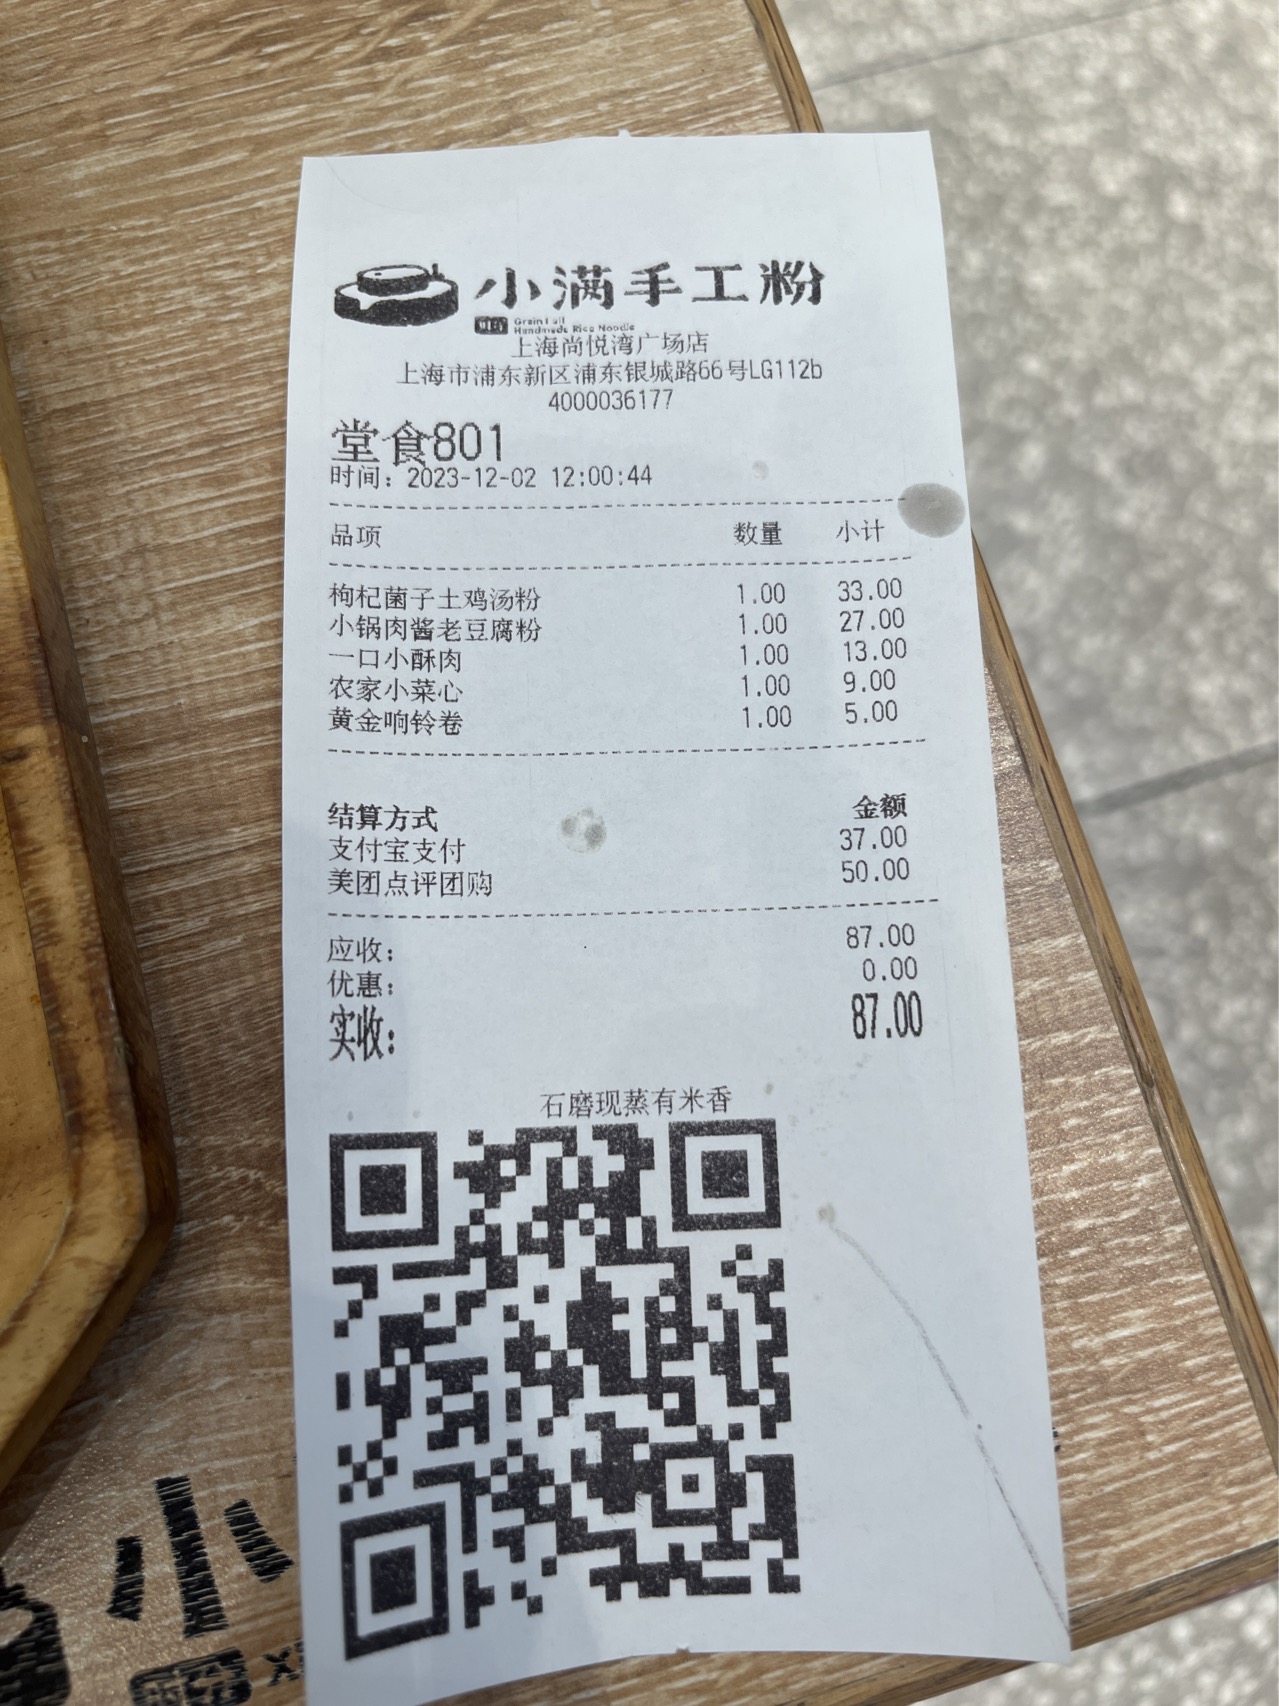 小满手工粉
Grain Full
Handmade Rice Noodle
上海尚悦湾广场店
上海市浦东新区浦东银城路66号LG112b
4000036177
堂食801
时间：2023-12-02 12:00:44
品项 数量 小计
枸杞菌子土鸡汤粉 1.00 33.00
小锅肉酱老豆腐粉 1.00 27.00
一口小酥肉 1.00 13.00
农家小菜心 1.00 9.00
黄金响铃卷 1.00 5.00
结算方式 金额
支付宝支付 37.00
美团点评团购 50.00
应收： 87.00
优惠： 0.00
实收： 87.00
石磨现蒸有米香
小